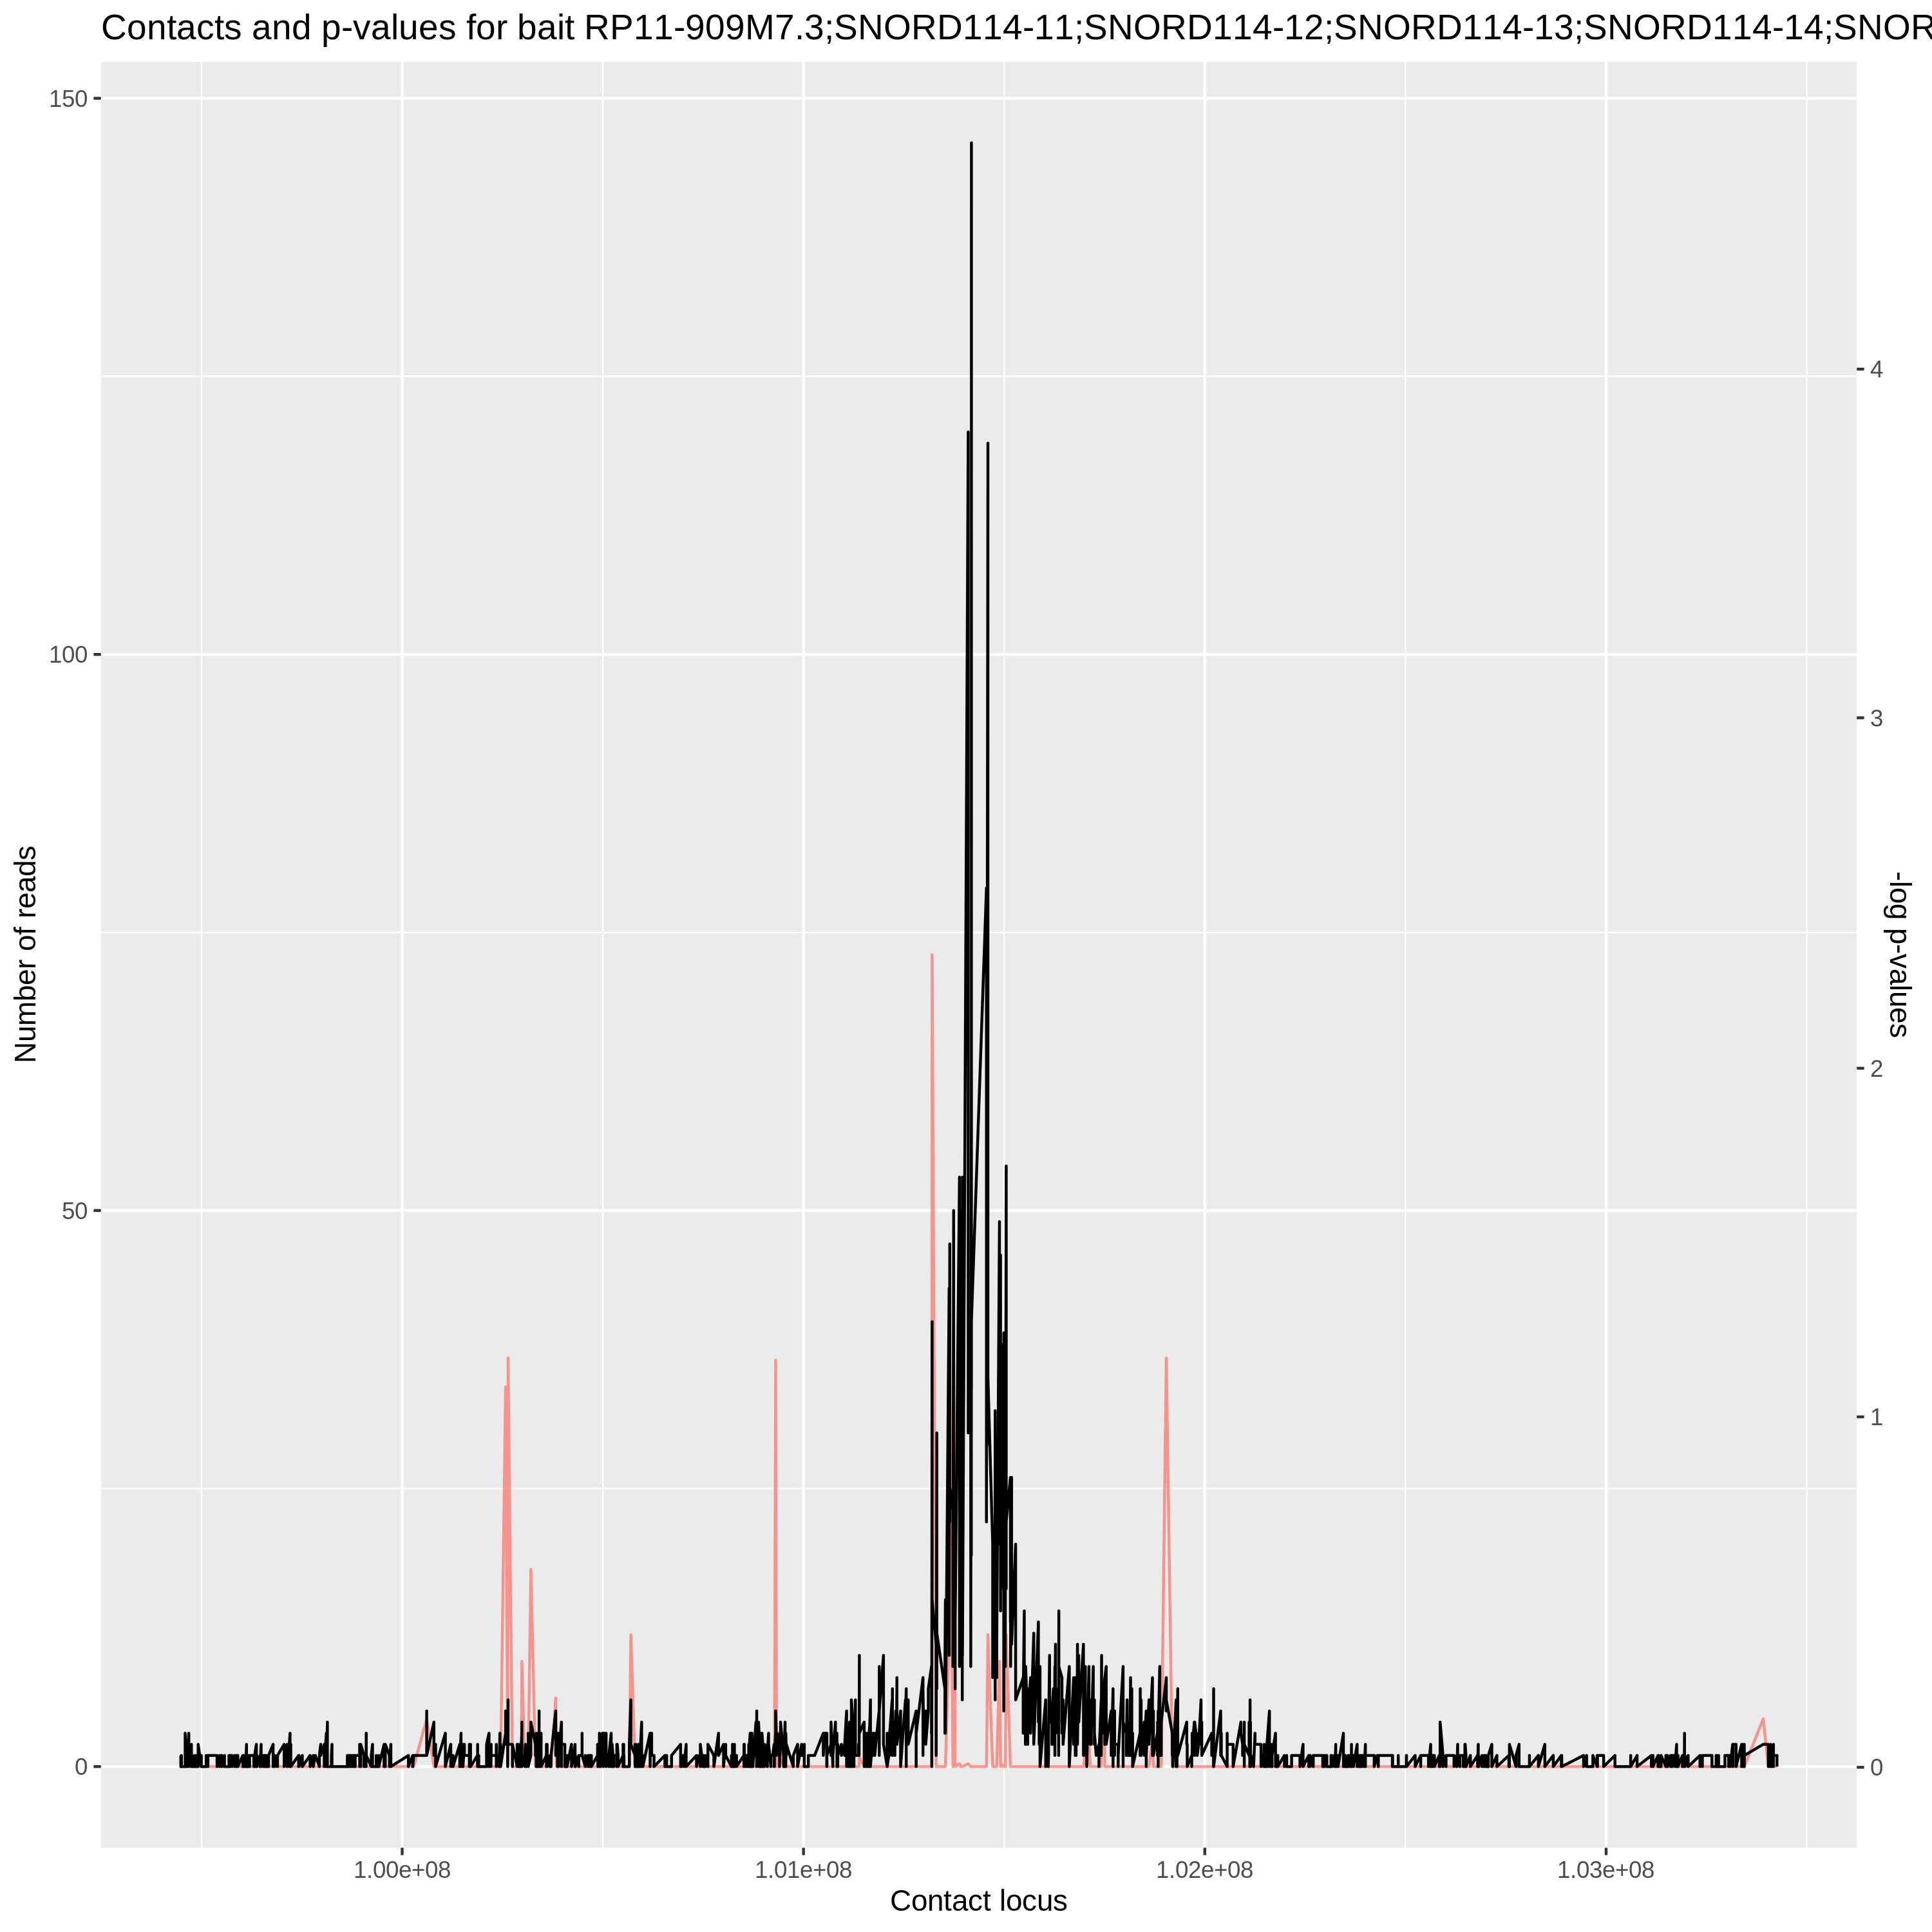 Contacts and p-values for bait RP11-909M7.3;SNORD114-11;SNORD114-12;SNORD114-13;SNORD114-14;SNOR
150
100
50
0
Number of reads
4
3
2
1
0
-log p-values
1.00e+08
1.01e+08
1.02e+08
1.03e+08
Contact locus